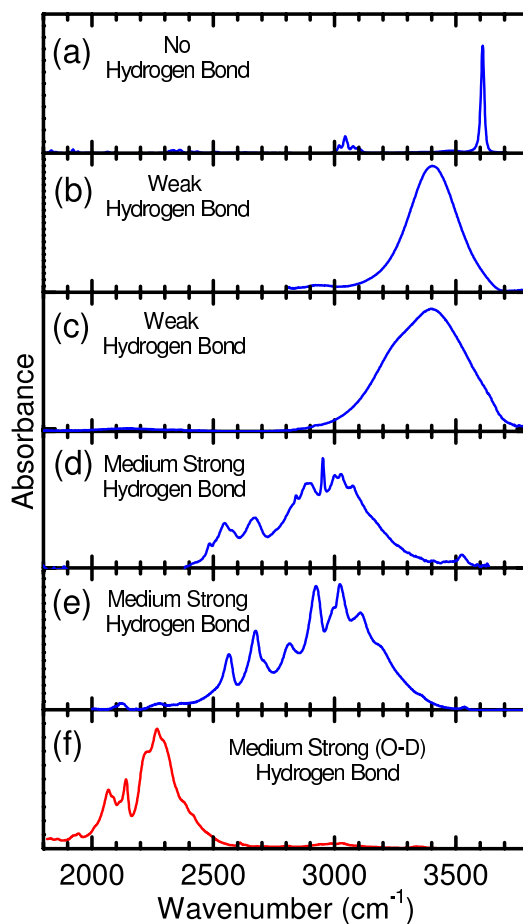 (a)
No
Hydrogen Bond
(b)
Weak
Hydrogen Bond
(c)
Weak
Hydrogen Bond
(d)
Medium Strong
Hydrogen Bond
(e)
Medium Strong
Hydrogen Bond
(f)
Medium Strong (O-D)
Hydrogen Bond
Absorbance
2000 2500 3000 3500
Wavenumber (cm-1)